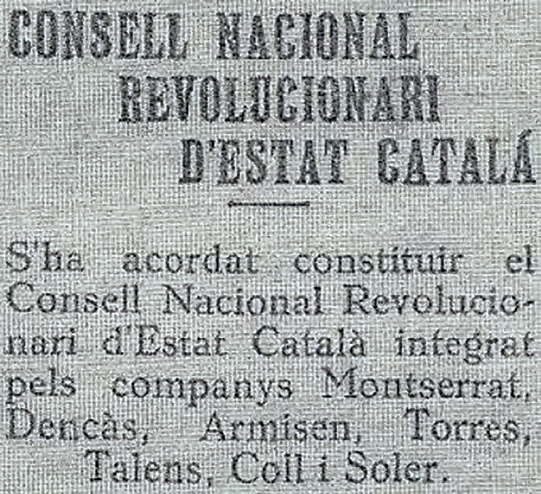 CONSELL NACIONAL
REVOLUCIONARI
D'ESTAT CATALÁ
S'ha acordat constituir el
Consell Nacional Revolucio-
nari d'Estat Català integrat
pels companys Montserrat,
Dencàs, Armisen, Torres,
Talens, Coll i Soler.